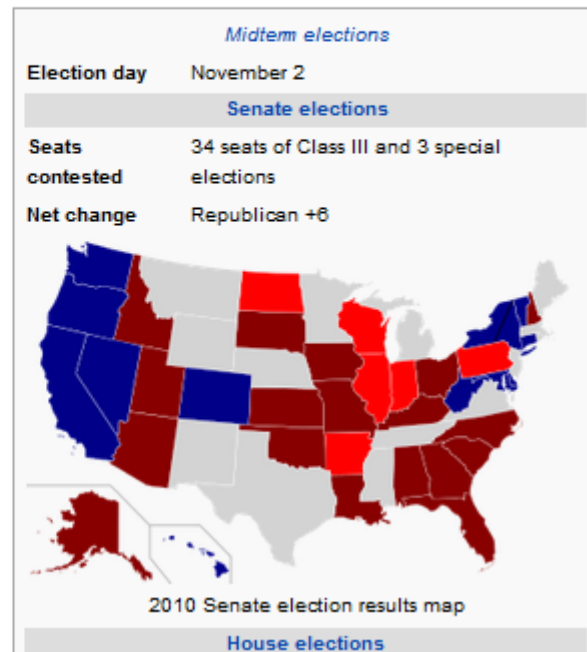 Midterm elections
Election day November 2
Senate elections
Seats 34 seats of Class III and 3 special
contested elections
Net change Republican +6
2010 Senate election results map
House elections